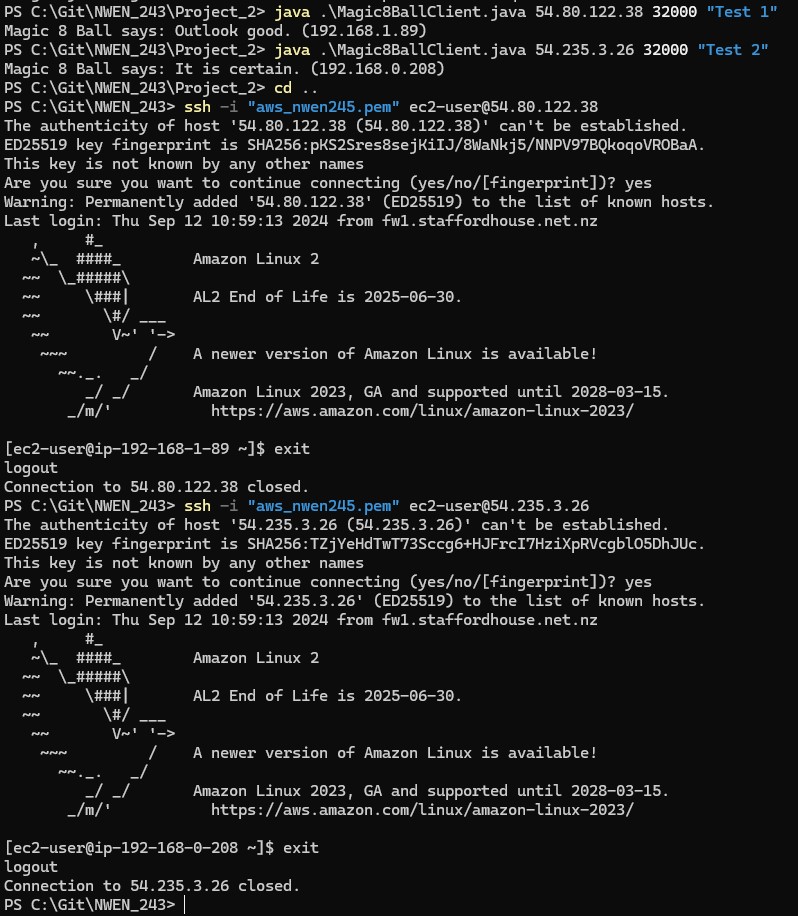 PS C:\Git\NWEN_243\Project_2> java .\Magic8BallClient.java 54.80.122.38 32000 "Test 1"
Magic 8 Ball says: Outlook good. (192.168.1.89)
PS C:\Git\NWEN_243\Project_2> java .\Magic8BallClient.java 54.235.3.26 32000 "Test 2"
Magic 8 Ball says: It is certain. (192.168.0.208)
PS C:\Git\NWEN_243\Project_2> cd ..
PS C:\Git\NWEN_243> ssh -i "aws_nwen245.pem" ec2-user@54.80.122.38
The authenticity of host '54.80.122.38 (54.80.122.38)' can't be established.
ED25519 key fingerprint is SHA256:pKS2Sres8sejKiIJ/8WaNkj5/NNPV97BQkoqoVROBaA.
This key is not known by any other names
Are you sure you want to continue connecting (yes/no/[fingerprint])? yes
Warning: Permanently added '54.80.122.38' (ED25519) to the list of known hosts.
Last login: Thu Sep 12 10:59:13 2024 from fw1.staffordhouse.net.nz
   ,     #_
   ~\_  ####_        Amazon Linux 2
  ~~  \_#####\
  ~~     \###|       AL2 End of Life is 2025-06-30.
  ~~       \#/ ___
   ~~       V~' '->
    ~~~         /    A newer version of Amazon Linux is available!
      ~~._.   _/
         _/ _/       Amazon Linux 2023, GA and supported until 2028-03-15.
       _/m/'           https://aws.amazon.com/linux/amazon-linux-2023/
[ec2-user@ip-192-168-1-89 ~]$ exit
logout
Connection to 54.80.122.38 closed.
PS C:\Git\NWEN_243> ssh -i "aws_nwen245.pem" ec2-user@54.235.3.26
The authenticity of host '54.235.3.26 (54.235.3.26)' can't be established.
ED25519 key fingerprint is SHA256:TZjYeHdTwT73Sccg6+HJFrcI7HziXpRVcgblO5DhJUc.
This key is not known by any other names
Are you sure you want to continue connecting (yes/no/[fingerprint])? yes
Warning: Permanently added '54.235.3.26' (ED25519) to the list of known hosts.
Last login: Thu Sep 12 10:59:13 2024 from fw1.staffordhouse.net.nz
   ,     #_
   ~\_  ####_        Amazon Linux 2
  ~~  \_#####\
  ~~     \###|       AL2 End of Life is 2025-06-30.
  ~~       \#/ ___
   ~~       V~' '->
    ~~~         /    A newer version of Amazon Linux is available!
      ~~._.   _/
         _/ _/       Amazon Linux 2023, GA and supported until 2028-03-15.
       _/m/'           https://aws.amazon.com/linux/amazon-linux-2023/
[ec2-user@ip-192-168-0-208 ~]$ exit
logout
Connection to 54.235.3.26 closed.
PS C:\Git\NWEN_243>